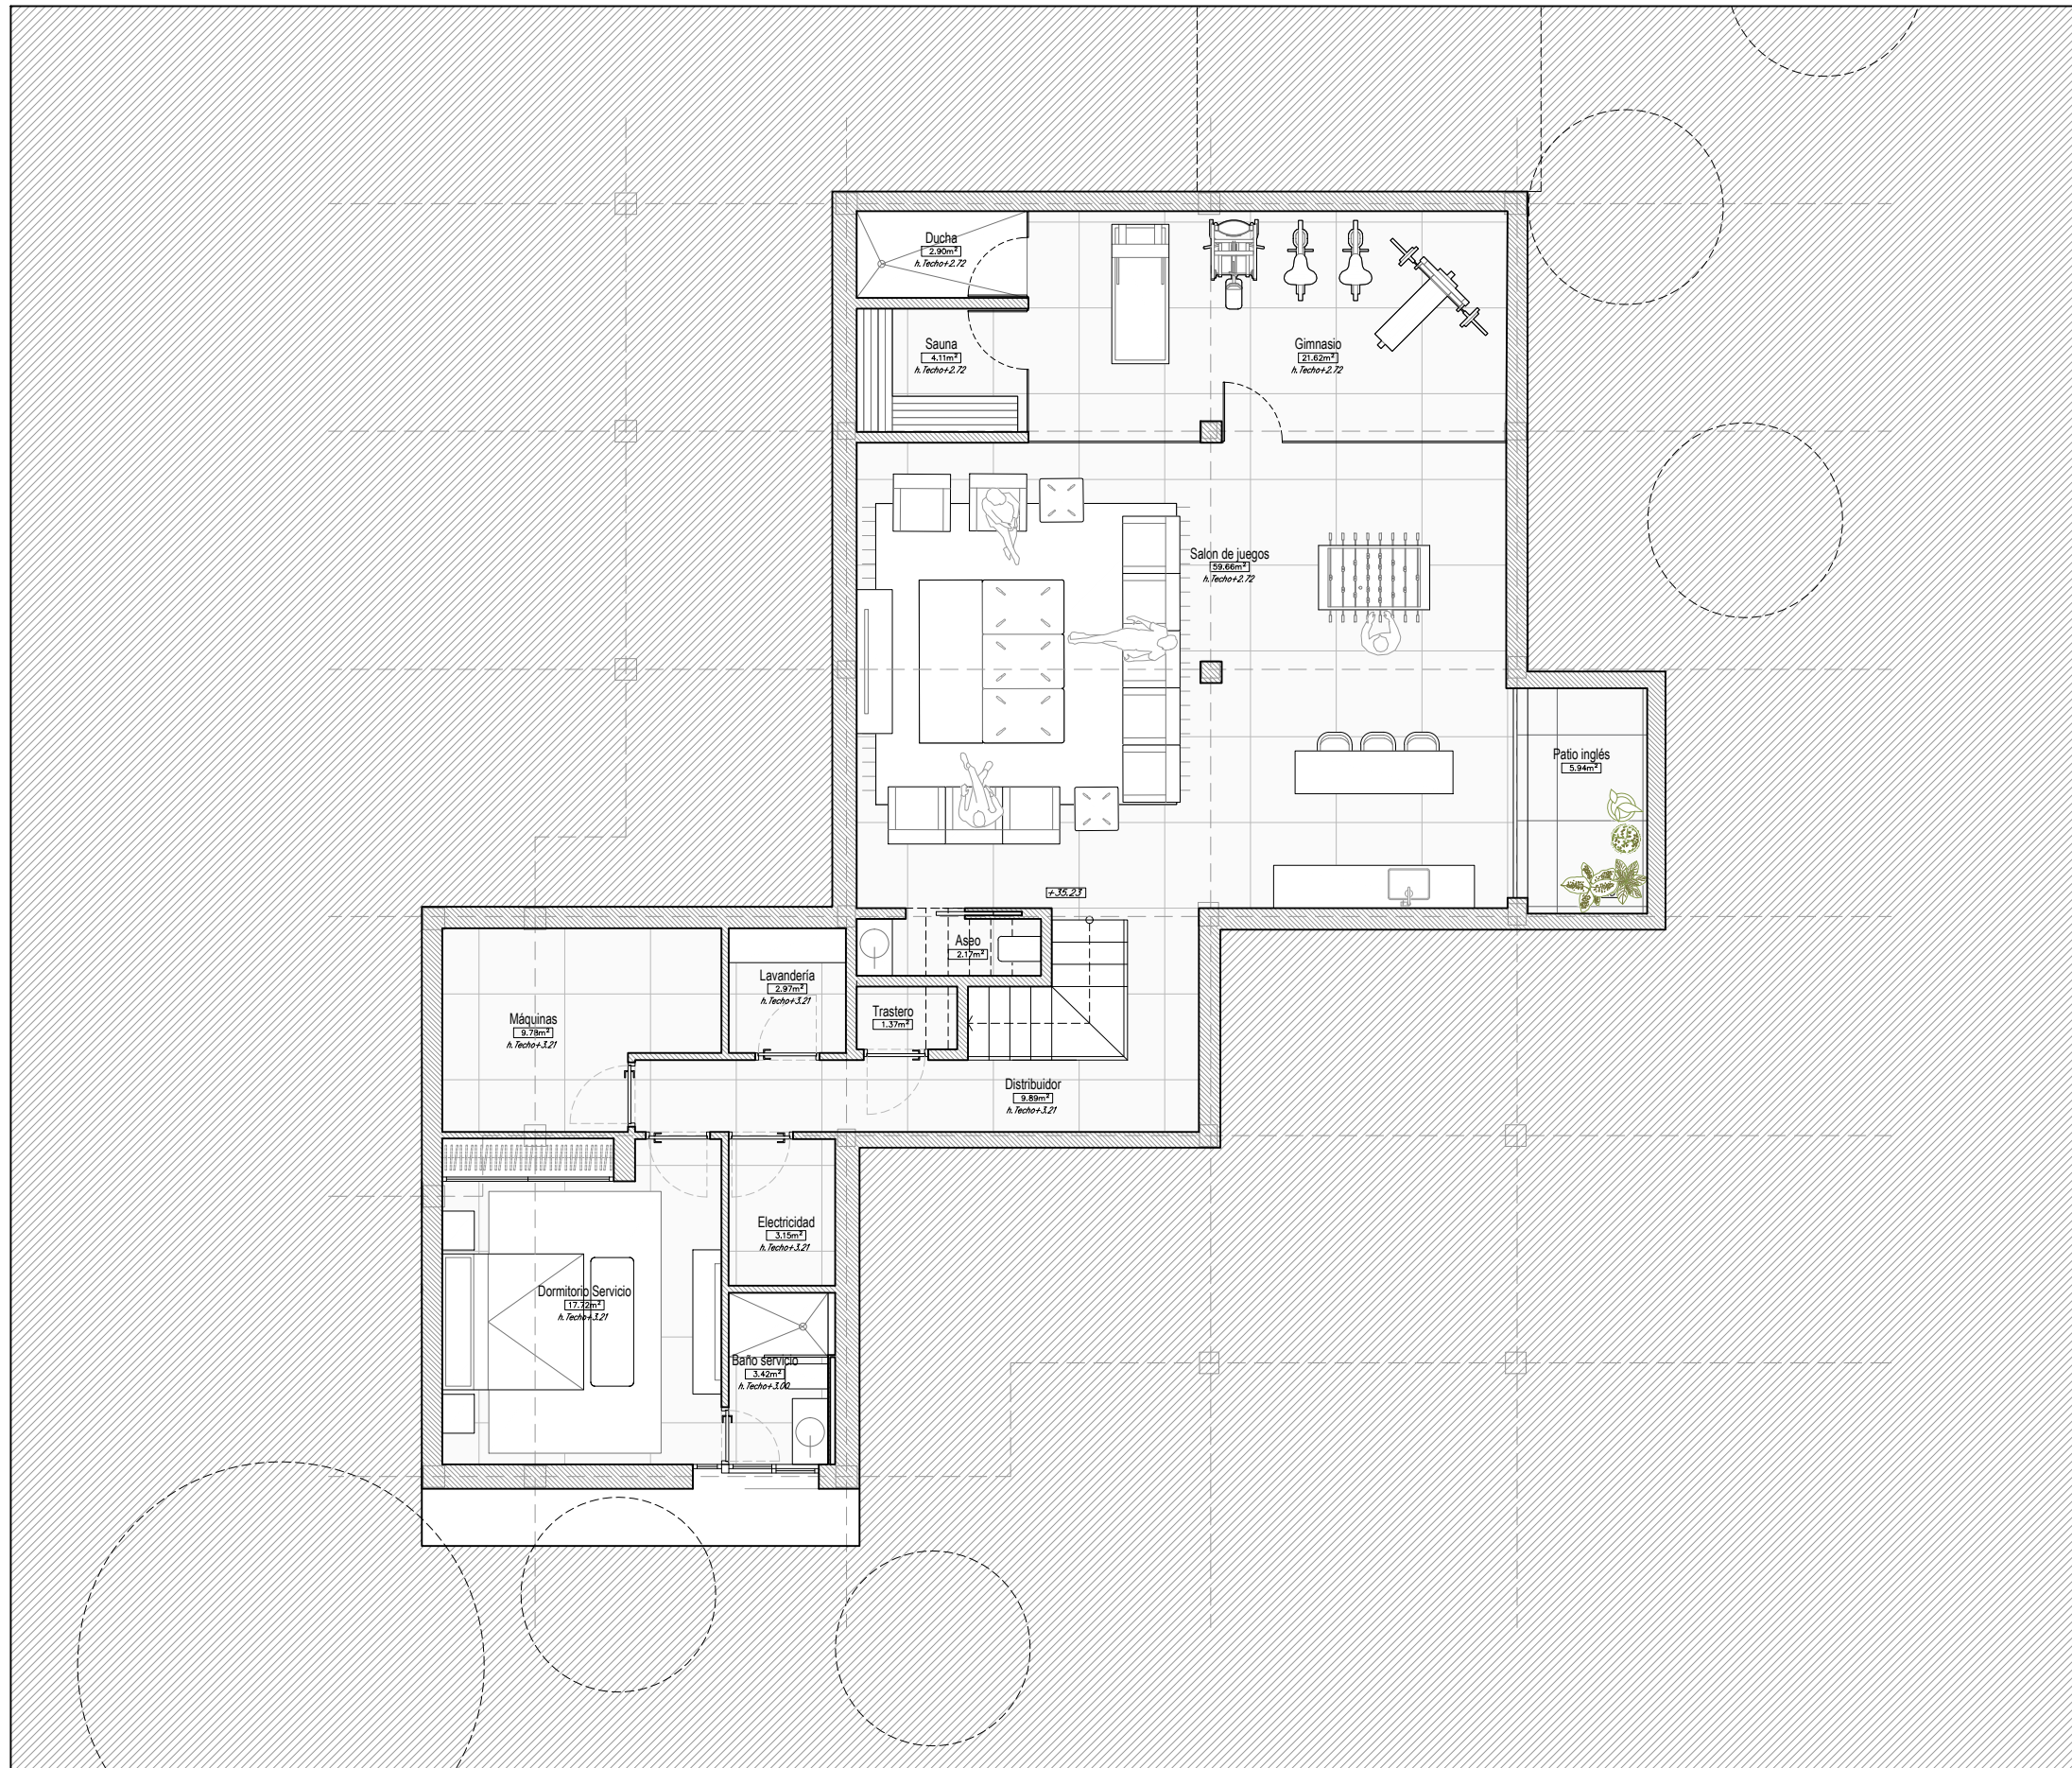 Ducha
2.90m²
h.Techo+2.72
Sauna
4.11m²
h.Techo+2.72
Gimnasio
21.62m²
h.Techo+2.72
Salon de juegos
59.66m²
h.Techo+2.72
Patio inglés
5.94m²
+35.23
Aseo
2.17m²
Lavandería
2.97m²
h.Techo+3.21
Trastero
1.37m²
Máquinas
9.78m²
h.Techo+3.21
Distribuidor
9.89m²
h.Techo+3.21
Electricidad
3.15m²
h.Techo+3.21
Dormitorio Servicio
17.72m²
h.Techo+3.21
Baño servicio
3.42m²
h.Techo+3.00